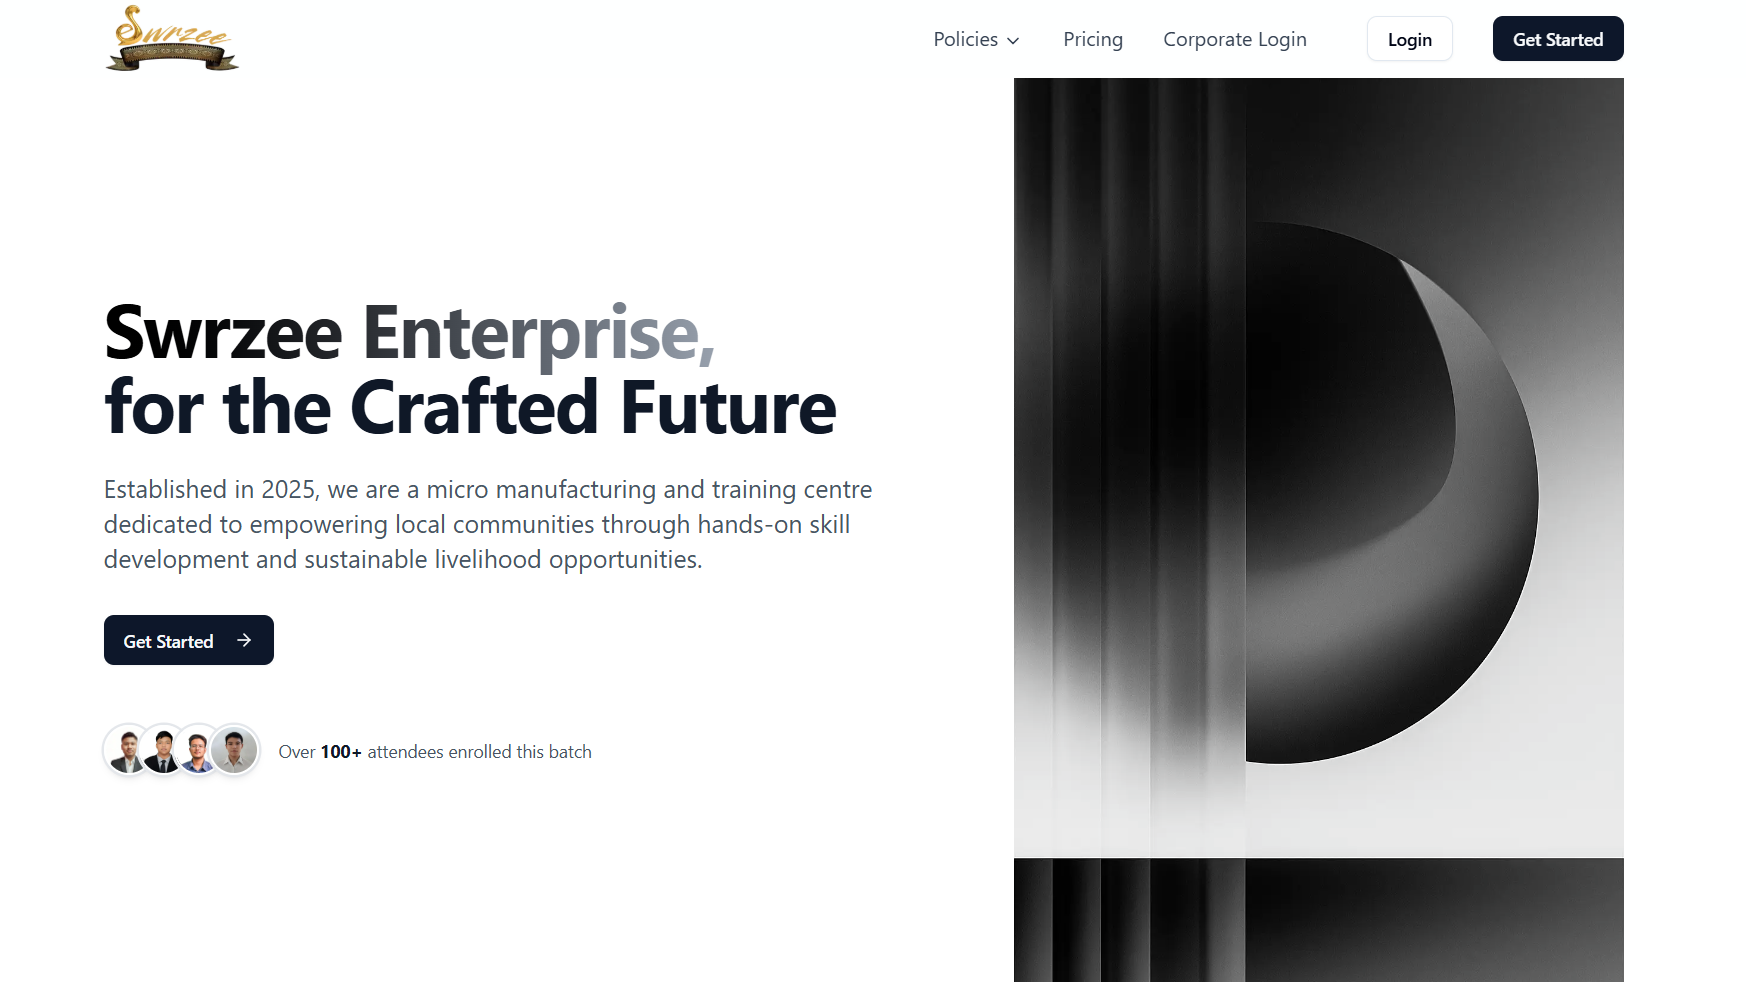 Swrzee
Policies
Pricing
Corporate Login
Login
Get Started
Swrzee Enterprise,
for the Crafted Future
Established in 2025, we are a micro manufacturing and training centre
dedicated to empowering local communities through hands-on skill
development and sustainable livelihood opportunities.
Get Started
Over 100+ attendees enrolled this batch